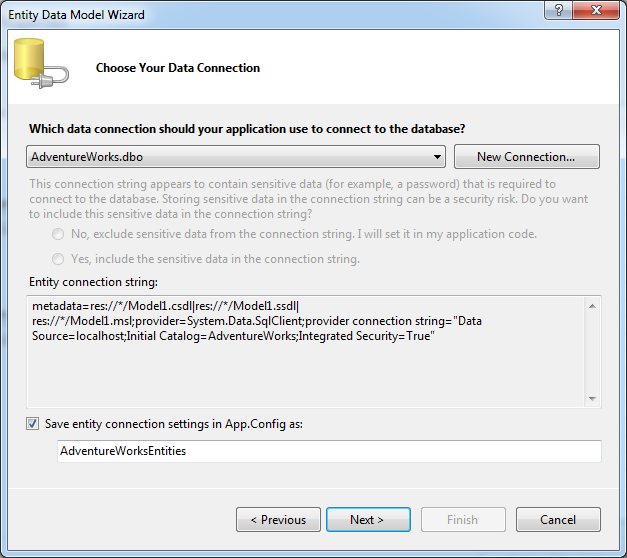 Entity Data Model Wizard
?
Choose Your Data Connection
Which data connection should your application use to connect to the database?
AdventureWorks.dbo
New Connection...
This connection string appears to contain sensitive data (for example, a password) that is required to
connect to the database. Storing sensitive data in the connection string can be a security risk. Do you want
to include this sensitive data in the connection string?
No, exclude sensitive data from the connection string. I will set it in my application code.
Yes, include the sensitive data in the connection string.
Entity connection string:
metadata=res://*/Model1.csdl|res://*/Model1.ssdl|
res://*/Model1.msl;provider=System.Data.SqlClient;provider connection string="Data
Source=localhost;Initial Catalog=AdventureWorks;Integrated Security=True"
Save entity connection settings in App.Config as:
AdventureWorksEntities
< Previous
Next >
Finish
Cancel